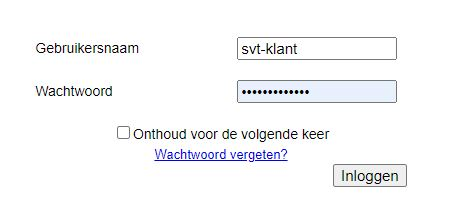 Gebruikersnaam svt-klant
Wachtwoord •••••••••••••
Onthoud voor de volgende keer
Wachtwoord vergeten?
Inloggen